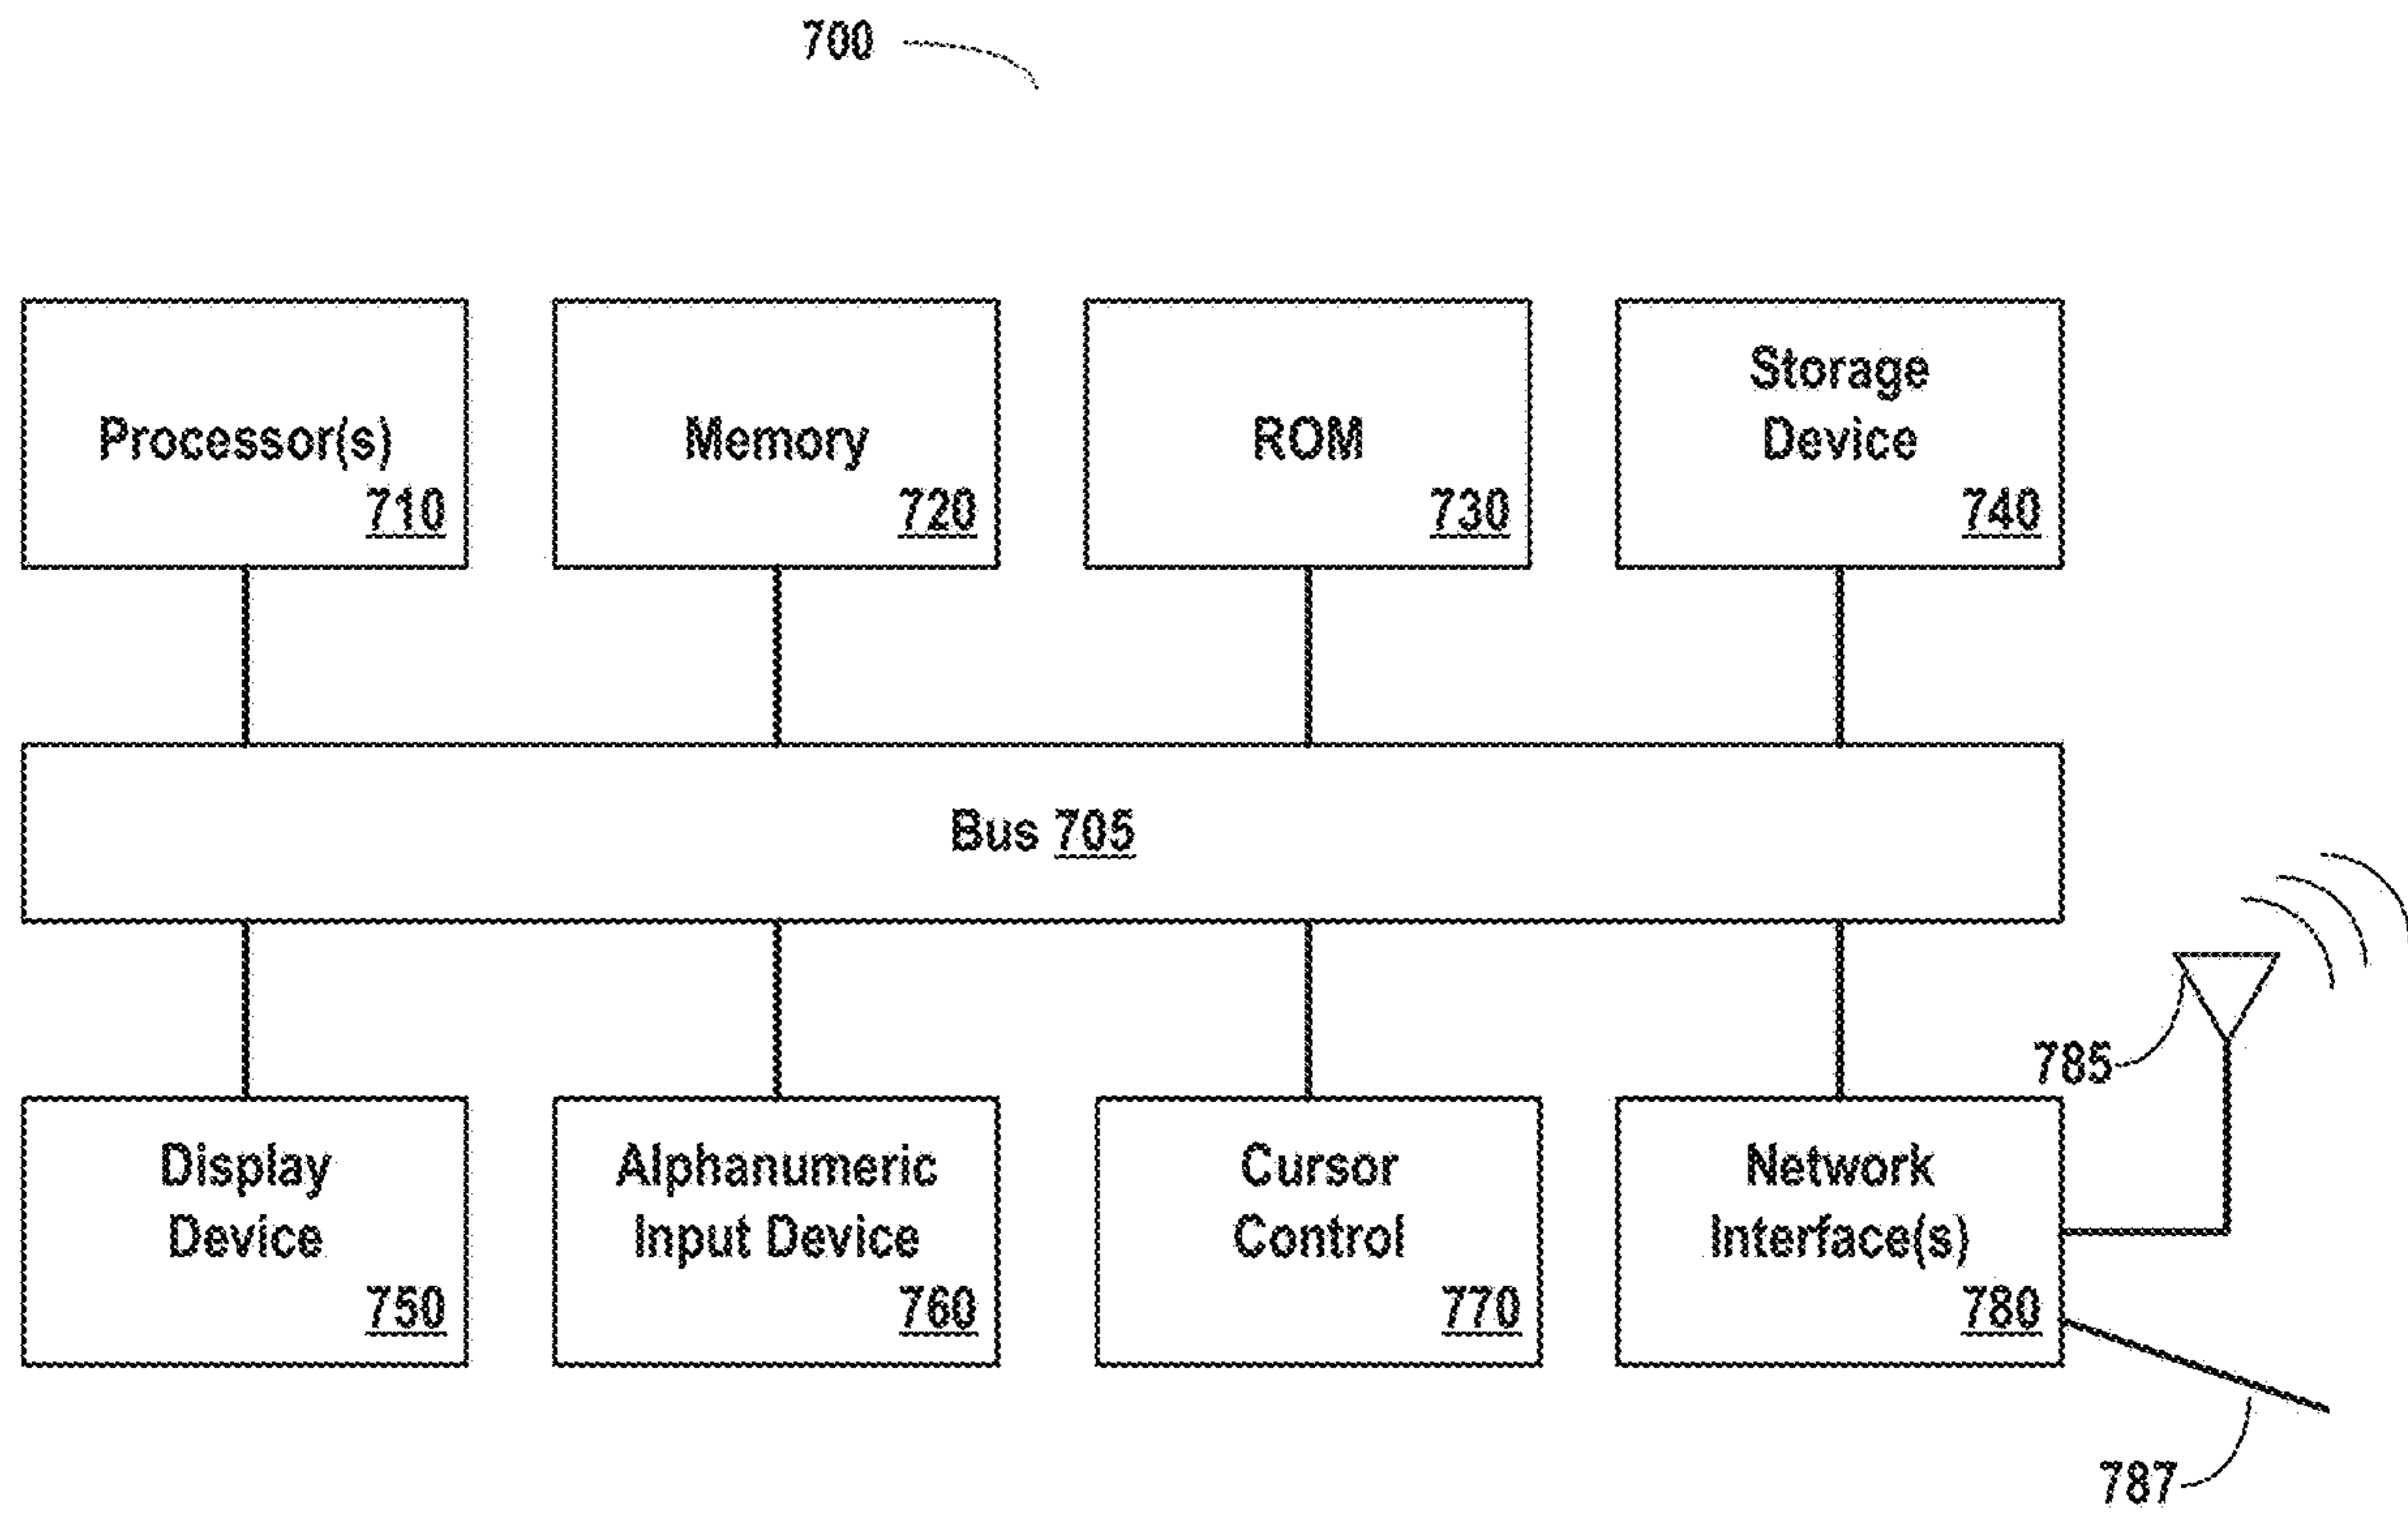 700
Processor(s)
710
Memory
720
ROM
730
Storage
Device
740
Bus 705
785
Display
Device
750
Alphanumeric
Input Device
760
Cursor
Control
770
Network
Interface(s)
780
787